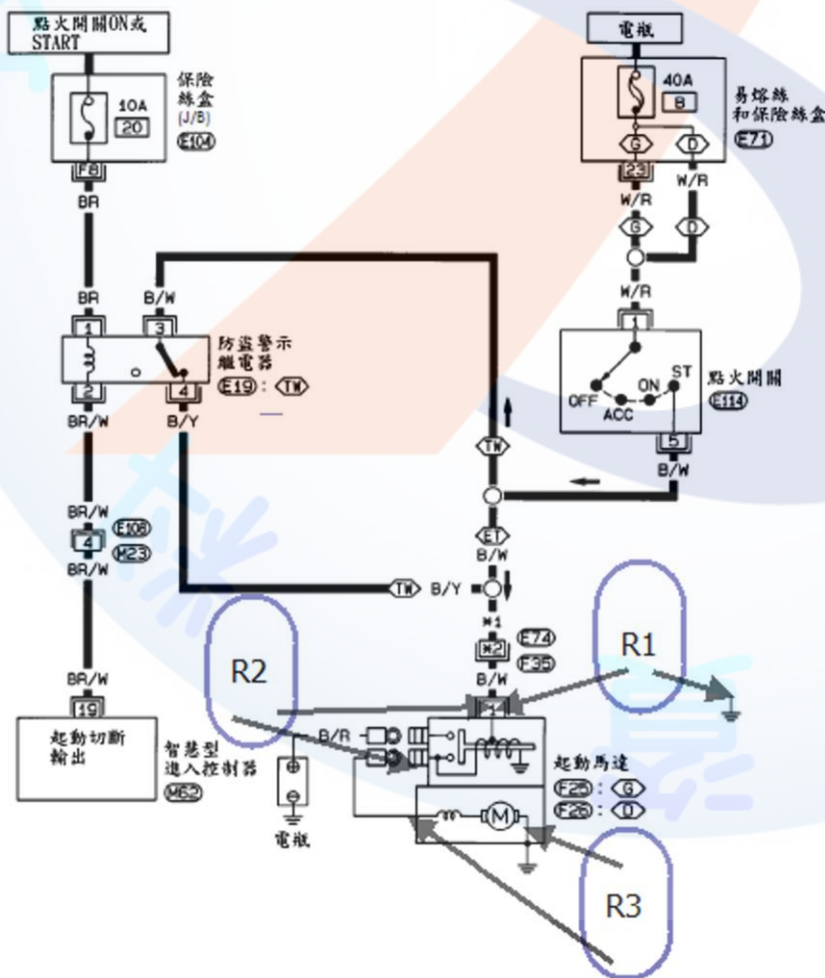 點火開關ON或
START
10A
20
保險
絲盒
(J/B)
E104
F8
BR
BR
1
3
B/W
防盜警示
繼電器
E19 : TW
2
4
BR/W
B/Y
BR/W
4
E108
M23
BR/W
BR/W
19
起動切斷
輸出
智慧型
進入控制器
M62
電瓶
40A
B
易熔絲
和保險絲盒
E71
G
D
23
W/R
W/R
G
D
W/R
1
OFF
ACC
ON
ST
點火開關
E114
5
B/W
TW
ET
B/W
TW
B/Y
*1
*2
E74
F35
B/W
1
R2
R1
B/R
電瓶
起動馬達
F25 : G
F26 : D
M
R3